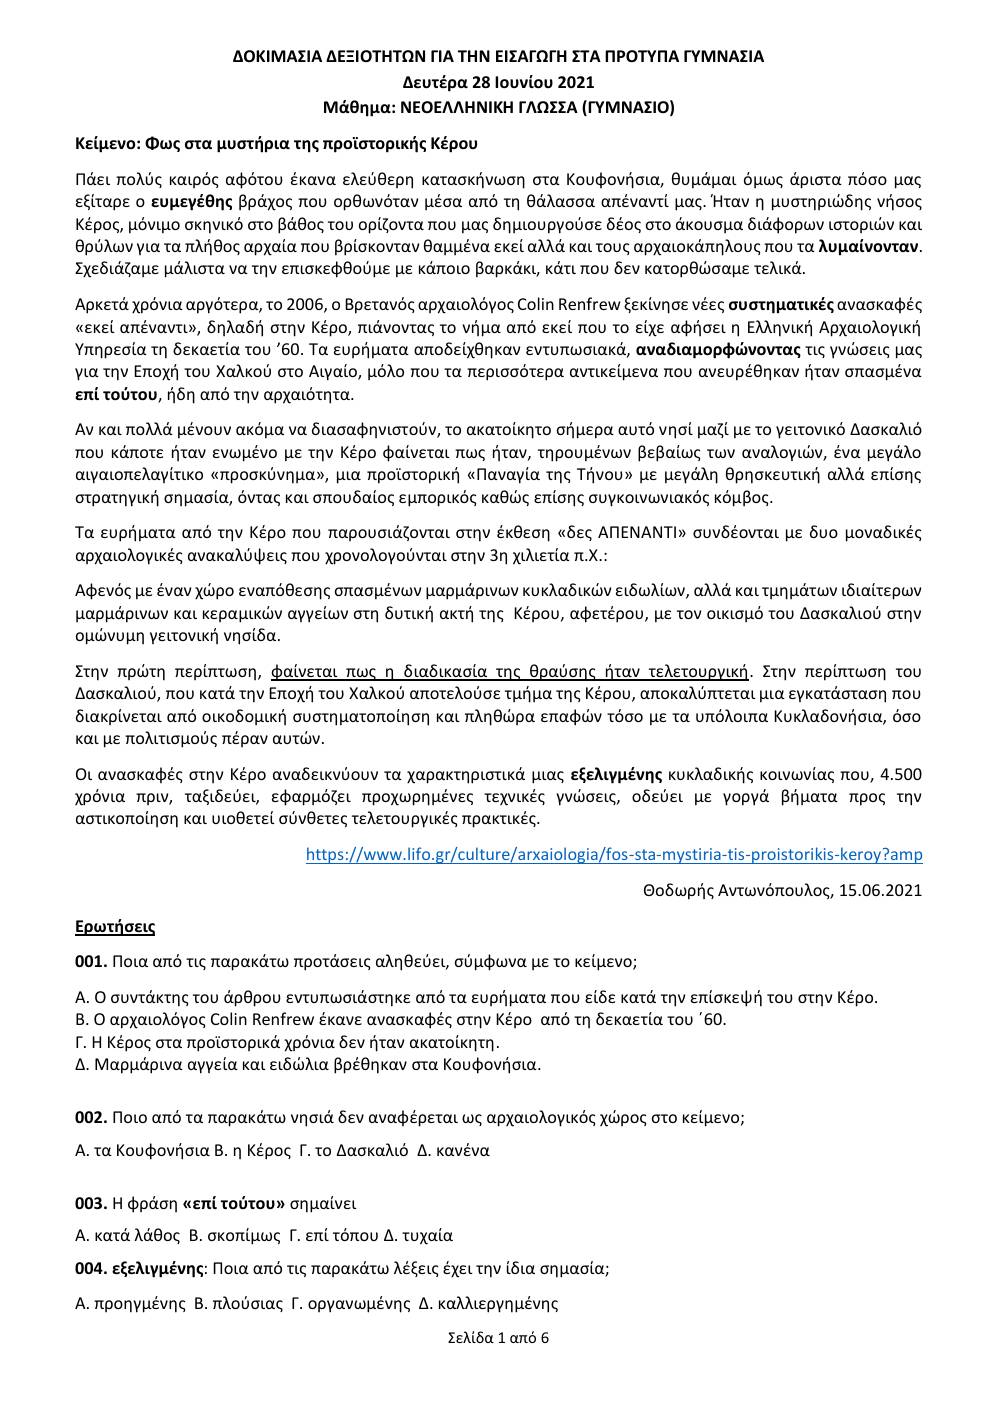 ΔΟΚΙΜΑΣΙΑ ΔΕΞΙΟΤΗΤΩΝ ΓΙΑ ΤΗΝ ΕΙΣΑΓΩΓΗ ΣΤΑ ΠΡΟΤΥΠΑ ΓΥΜΝΑΣΙΑ
Δευτέρα 28 Ιουνίου 2021
Μάθημα: ΝΕΟΕΛΛΗΝΙΚΗ ΓΛΩΣΣΑ (ΓΥΜΝΑΣΙΟ)
Κείμενο: Φως στα μυστήρια της προϊστορικής Κέρου
Πάει πολύς καιρός αφότου έκανα ελεύθερη κατασκήνωση στα Κουφονήσια, θυμάμαι όμως άριστα πόσο μας
εξίταρε ο ευμεγέθης βράχος που ορθωνόταν μέσα από τη θάλασσα απέναντί μας. Ήταν η μυστηριώδης νήσος
Κέρος, μόνιμο σκηνικό στο βάθος του ορίζοντα που μας δημιουργούσε δέος στο άκουσμα διάφορων ιστοριών και
θρύλων για τα πλήθος αρχαία που βρίσκονταν θαμμένα εκεί αλλά και τους αρχαιοκάπηλους που τα λυμαίνονταν.
Σχεδιάζαμε μάλιστα να την επισκεφθούμε με κάποιο βαρκάκι, κάτι που δεν κατορθώσαμε τελικά.
Αρκετά χρόνια αργότερα, το 2006, ο Βρετανός αρχαιολόγος Colin Renfrew ξεκίνησε νέες συστηματικές ανασκαφές
«εκεί απέναντι», δηλαδή στην Κέρο, πιάνοντας το νήμα από εκεί που το είχε αφήσει η Ελληνική Αρχαιολογική
Υπηρεσία τη δεκαετία του ’60. Τα ευρήματα αποδείχθηκαν εντυπωσιακά, αναδιαμορφώνοντας τις γνώσεις μας
για την Εποχή του Χαλκού στο Αιγαίο, μόλο που τα περισσότερα αντικείμενα που ανευρέθηκαν ήταν σπασμένα
επί τούτου, ήδη από την αρχαιότητα.
Αν και πολλά μένουν ακόμα να διασαφηνιστούν, το ακατοίκητο σήμερα αυτό νησί μαζί με το γειτονικό Δασκαλιό
που κάποτε ήταν ενωμένο με την Κέρο φαίνεται πως ήταν, τηρουμένων βεβαίως των αναλογιών, ένα μεγάλο
αιγαιοπελαγίτικο «προσκύνημα», μια προϊστορική «Παναγία της Τήνου» με μεγάλη θρησκευτική αλλά επίσης
στρατηγική σημασία, όντας και σπουδαίος εμπορικός καθώς επίσης συγκοινωνιακός κόμβος.
Τα ευρήματα από την Κέρο που παρουσιάζονται στην έκθεση «δες ΑΠΕΝΑΝΤΙ» συνδέονται με δυο μοναδικές
αρχαιολογικές ανακαλύψεις που χρονολογούνται στην 3η χιλιετία π.Χ.:
Αφενός με έναν χώρο εναπόθεσης σπασμένων μαρμάρινων κυκλαδικών ειδωλίων, αλλά και τμημάτων ιδιαίτερων
μαρμάρινων και κεραμικών αγγείων στη δυτική ακτή της Κέρου, αφετέρου, με τον οικισμό του Δασκαλιού στην
ομώνυμη γειτονική νησίδα.
Στην πρώτη περίπτωση, φαίνεται πως η διαδικασία της θραύσης ήταν τελετουργική. Στην περίπτωση του
Δασκαλιού, που κατά την Εποχή του Χαλκού αποτελούσε τμήμα της Κέρου, αποκαλύπτεται μια εγκατάσταση που
διακρίνεται από οικοδομική συστηματοποίηση και πληθώρα επαφών τόσο με τα υπόλοιπα Κυκλαδονήσια, όσο
και με πολιτισμούς πέραν αυτών.
Οι ανασκαφές στην Κέρο αναδεικνύουν τα χαρακτηριστικά μιας εξελιγμένης κυκλαδικής κοινωνίας που, 4.500
χρόνια πριν, ταξιδεύει, εφαρμόζει προχωρημένες τεχνικές γνώσεις, οδεύει με γοργά βήματα προς την
αστικοποίηση και υιοθετεί σύνθετες τελετουργικές πρακτικές.
https://www.lifo.gr/culture/arxaiologia/fos-sta-mystiria-tis-proistorikis-keroy?amp
Θοδωρής Αντωνόπουλος, 15.06.2021
Ερωτήσεις
001. Ποια από τις παρακάτω προτάσεις αληθεύει, σύμφωνα με το κείμενο;
Α. Ο συντάκτης του άρθρου εντυπωσιάστηκε από τα ευρήματα που είδε κατά την επίσκεψή του στην Κέρο.
Β. Ο αρχαιολόγος Colin Renfrew έκανε ανασκαφές στην Κέρο από τη δεκαετία του ΄60.
Γ. Η Κέρος στα προϊστορικά χρόνια δεν ήταν ακατοίκητη.
Δ. Μαρμάρινα αγγεία και ειδώλια βρέθηκαν στα Κουφονήσια.
002. Ποιο από τα παρακάτω νησιά δεν αναφέρεται ως αρχαιολογικός χώρος στο κείμενο;
Α. τα Κουφονήσια Β. η Κέρος Γ. το Δασκαλιό Δ. κανένα
003. Η φράση «επί τούτου» σημαίνει
Α. κατά λάθος Β. σκοπίμως Γ. επί τόπου Δ. τυχαία
004. εξελιγμένης: Ποια από τις παρακάτω λέξεις έχει την ίδια σημασία;
Α. προηγμένης Β. πλούσιας Γ. οργανωμένης Δ. καλλιεργημένης
Σελίδα 1 από 6